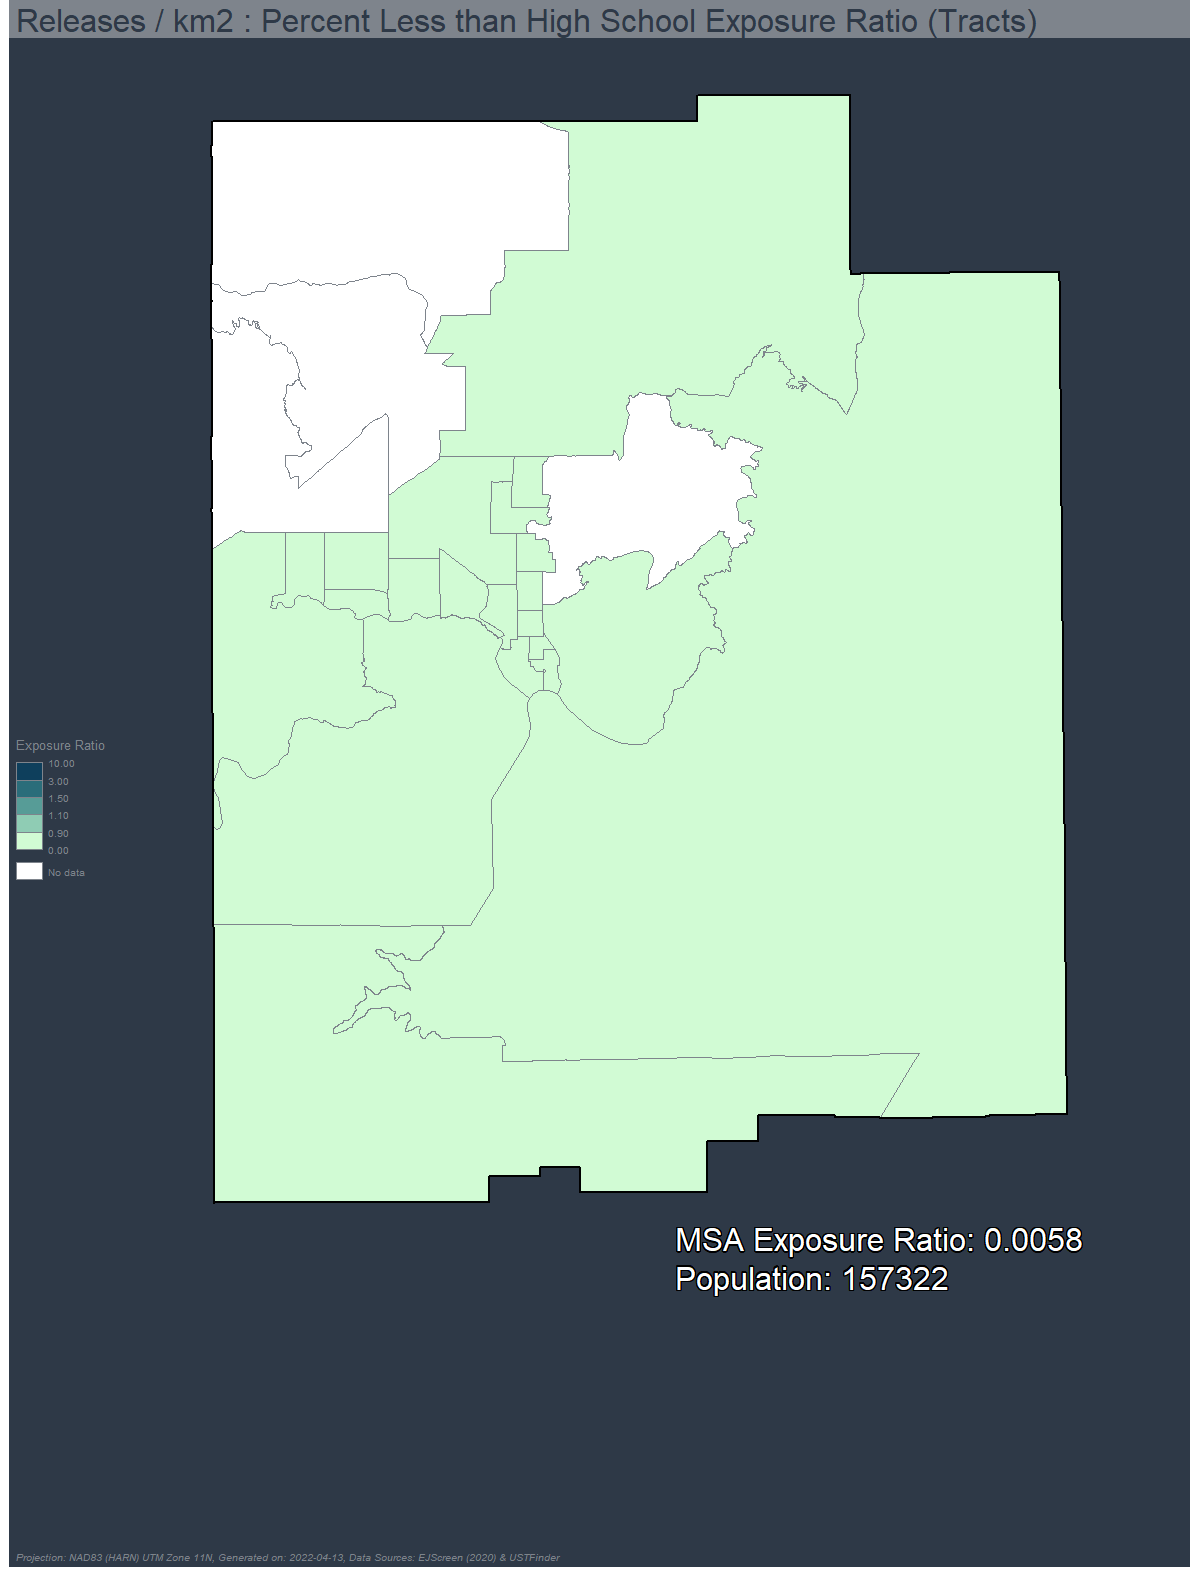 Releases / km2 : Percent Less than High School Exposure Ratio (Tracts)
Exposure Ratio
10.00
3.00
1.50
1.10
0.90
0.00
No data
MSA Exposure Ratio: 0.0058
Population: 157322
Projection: NAD83 (HARN) UTM Zone 11N, Generated on: 2022-04-13, Data Sources: EJScreen (2020) & USTFinder